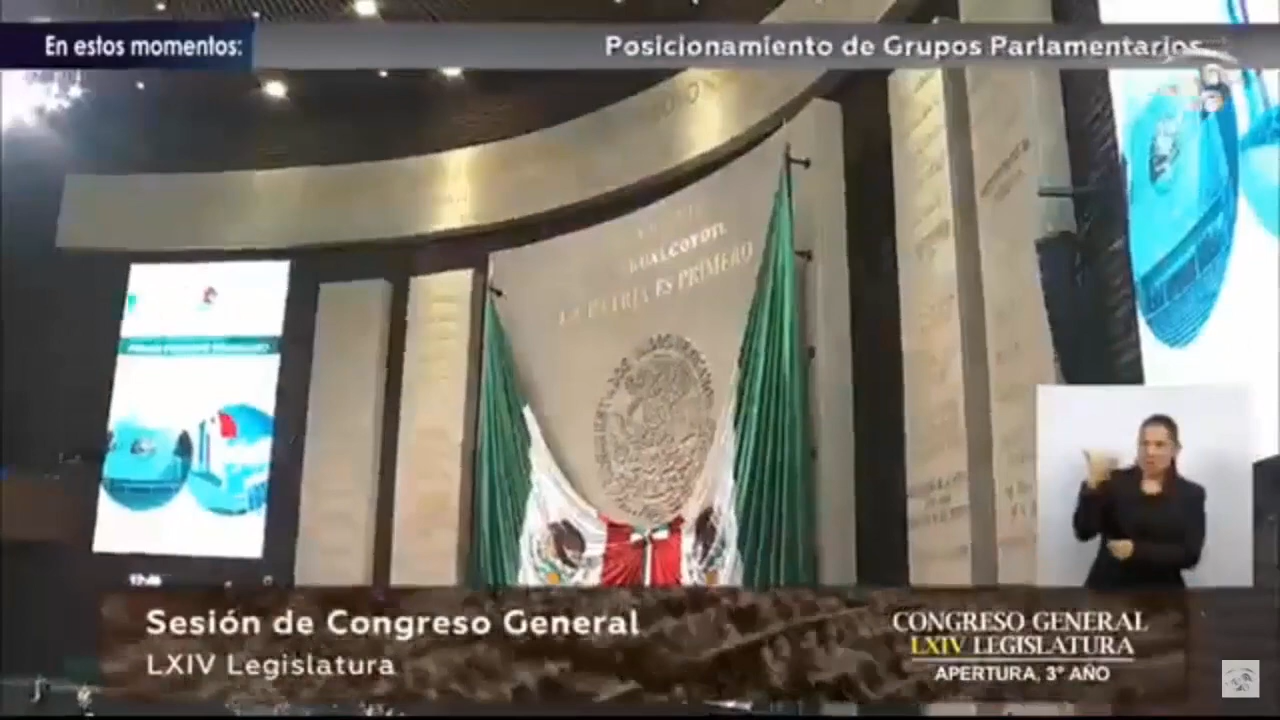 En estos momentos:
Posicionamiento de Grupos Parlamentarios
LA PATRIA ES PRIMERO
Sesión de Congreso General
LXIV Legislatura
CONGRESO GENERAL
LXIV LEGISLATURA
APERTURA, 3° AÑO